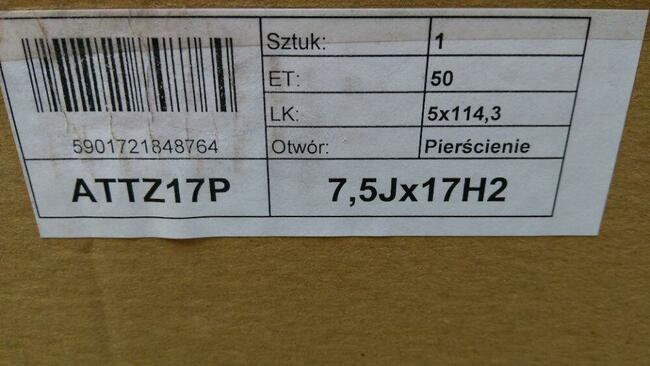 Sztuk: 1
ET: 50
LK: 5x114,3
5901721848764 Otwór: Pierścienie
ATTZ17P 7,5Jx17H2